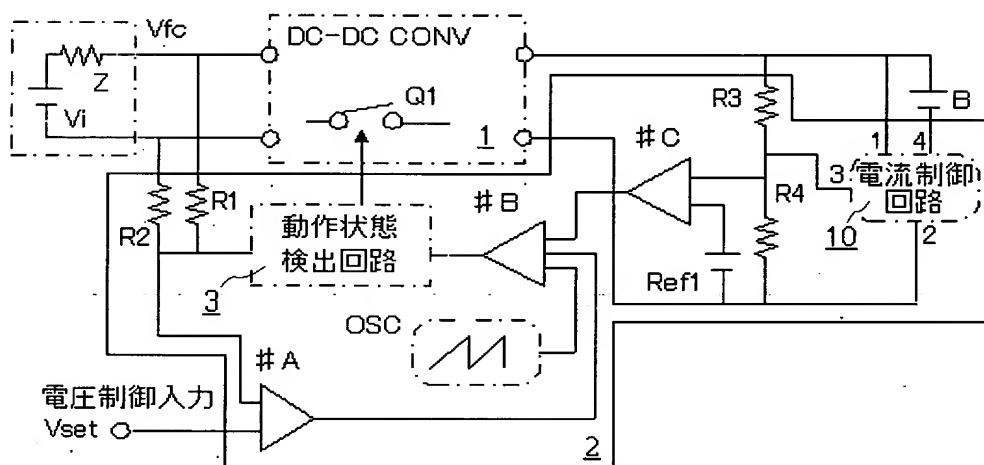 Vfc
Z
Vi
DC-DC CONV
Q1
1
R3
B
1
4
#C
3
電流制御
回路
10
2
R4
R1
R2
動作状態
検出回路
3
#B
Ref1
OSC
#A
電圧制御入力
Vset
2